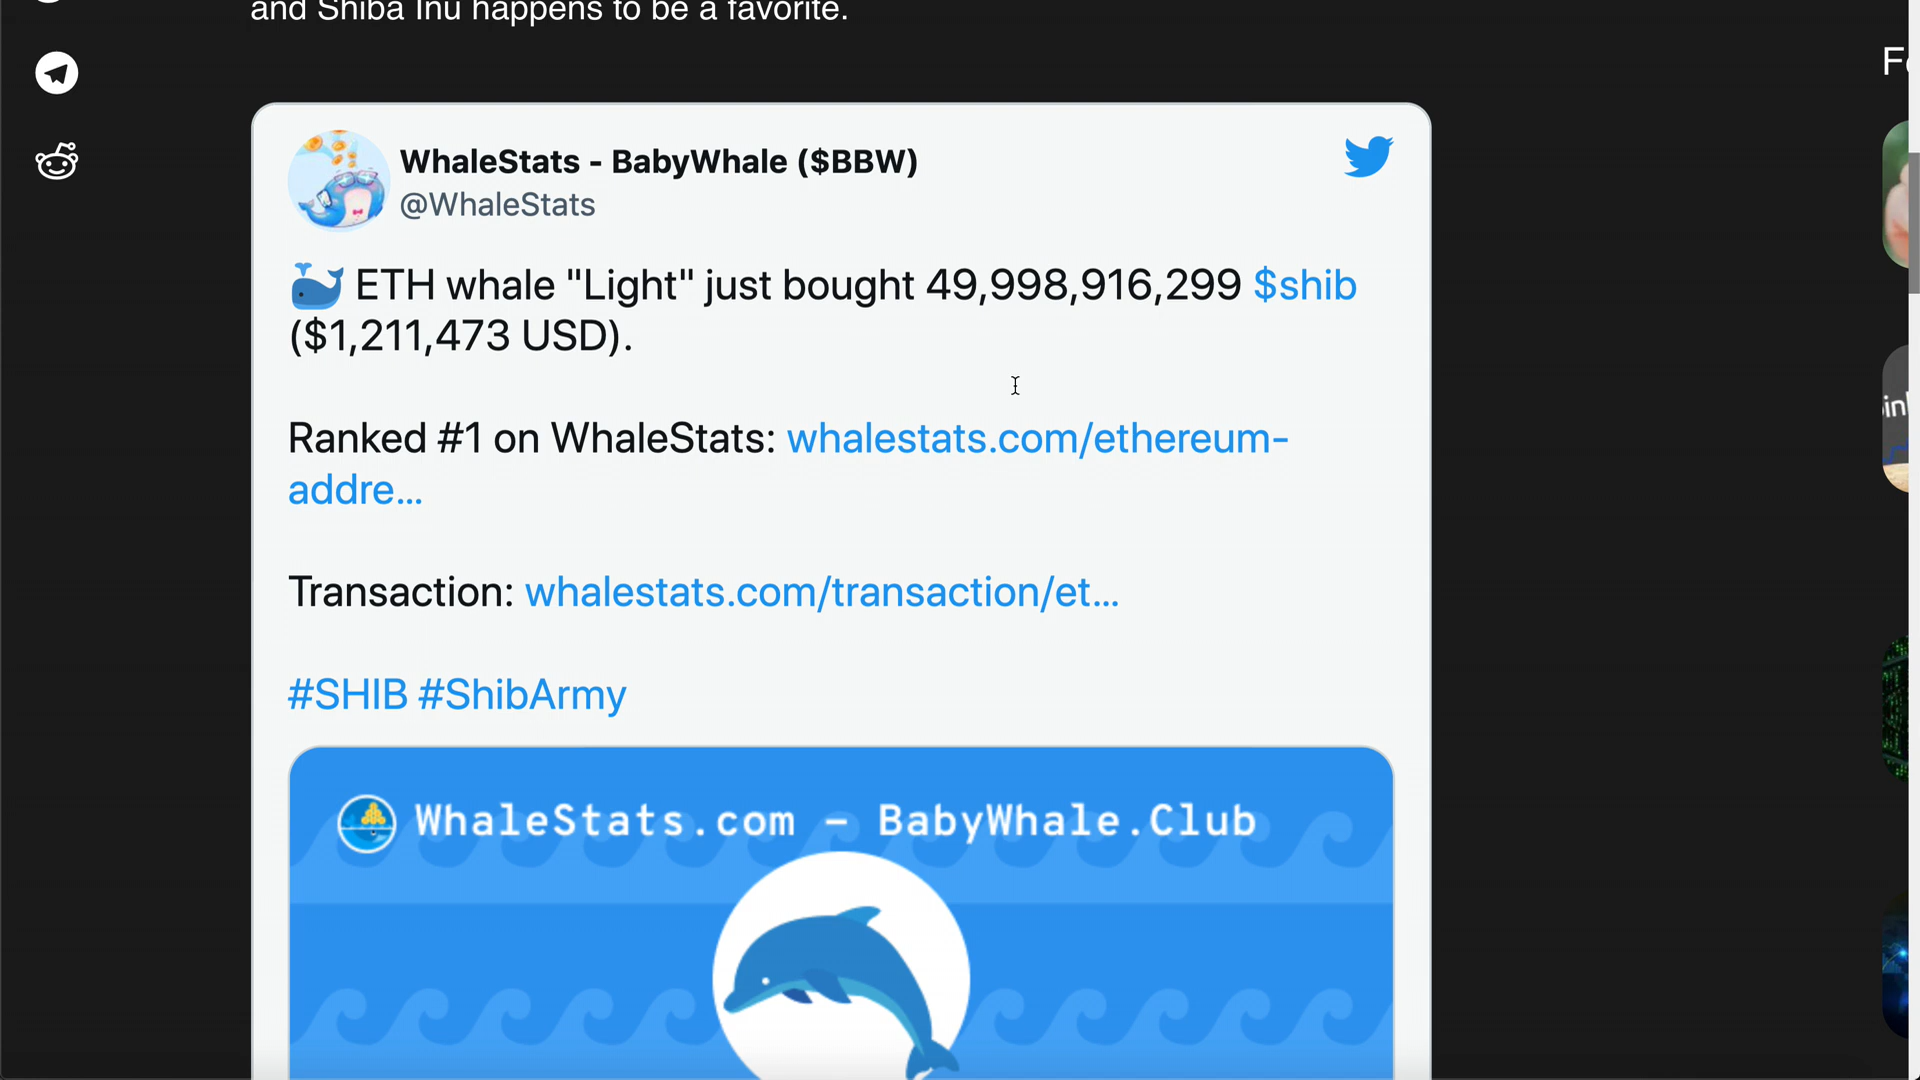 and Shiba Inu happens to be a favorite.
WhaleStats - BabyWhale ($BBW)
@WhaleStats
ETH whale "Light" just bought 49,998,916,299 $shib
($1,211,473 USD).
Ranked #1 on WhaleStats: whalestats.com/ethereum-
addre...
Transaction: whalestats.com/transaction/et...
#SHIB #ShibArmy
WhaleStats.com - BabyWhale.Club